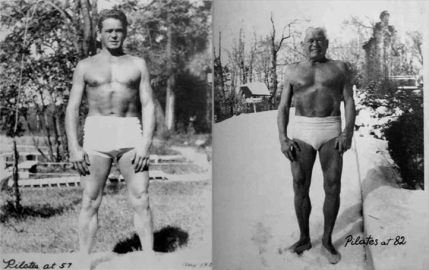 Pilates at 57
Pilates at 82